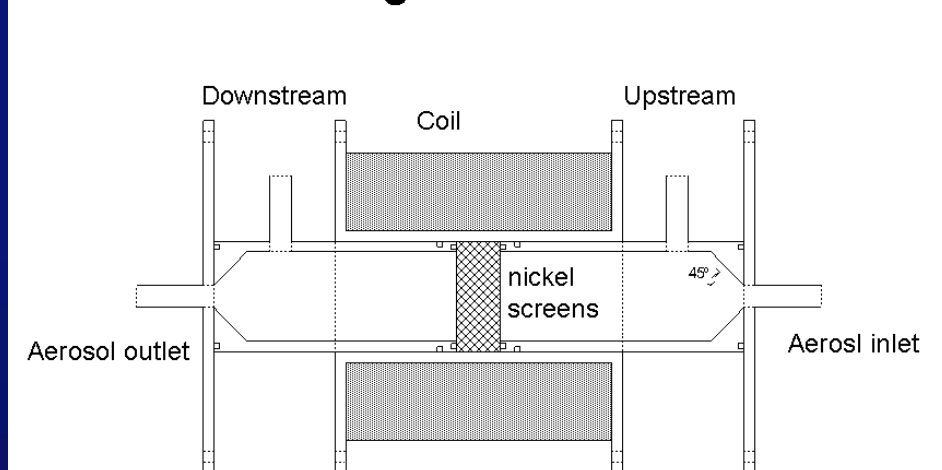 Downstream
Upstream
Coil
45°
nickel
screens
Aerosol outlet
Aerosl inlet